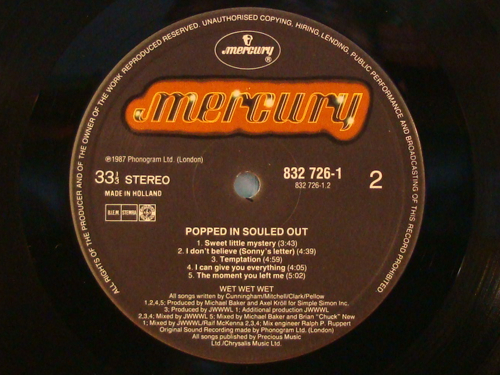 ALL RIGHTS OF THE PRODUCER AND OF THE OWNER OF THE WORK REPRODUCED RESERVED. UNAUTHORISED COPYING, HIRING, LENDING, PUBLIC PERFORMANCE AND BROADCASTING OF THIS RECORD PROHIBITED.
mercury
®
mercury
℗1987 Phonogram Ltd. (London)
33⅓ STEREO
MADE IN HOLLAND
B.I.E.M. STEMRA
832 726-1
832 726-1.2
2
POPPED IN SOULED OUT
1. Sweet little mystery (3:43)
2. I don't believe (Sonny's letter) (4:39)
3. Temptation (4:59)
4. I can give you everything (4:05)
5. The moment you left me (5:02)
WET WET WET
All songs written by Cunningham/Mitchell/Clark/Pellow
1,2,4,5; Produced by Michael Baker and Axel Kröll for Simple Simon Inc.
3; Produced by JWWWL 1; Additional production JWWWL
2,3,4; Mixed by JWWWL 5; Mixed by Michael Baker and Brian "Chuck" New
1; Mixed by JWWWL/Ralf McKenna 2,3,4; Mix engineer Ralph P. Ruppert
Original Sound Recording made by Phonogram Ltd. (London)
All songs published by Precious Music
Ltd./Chrysalis Music Ltd.